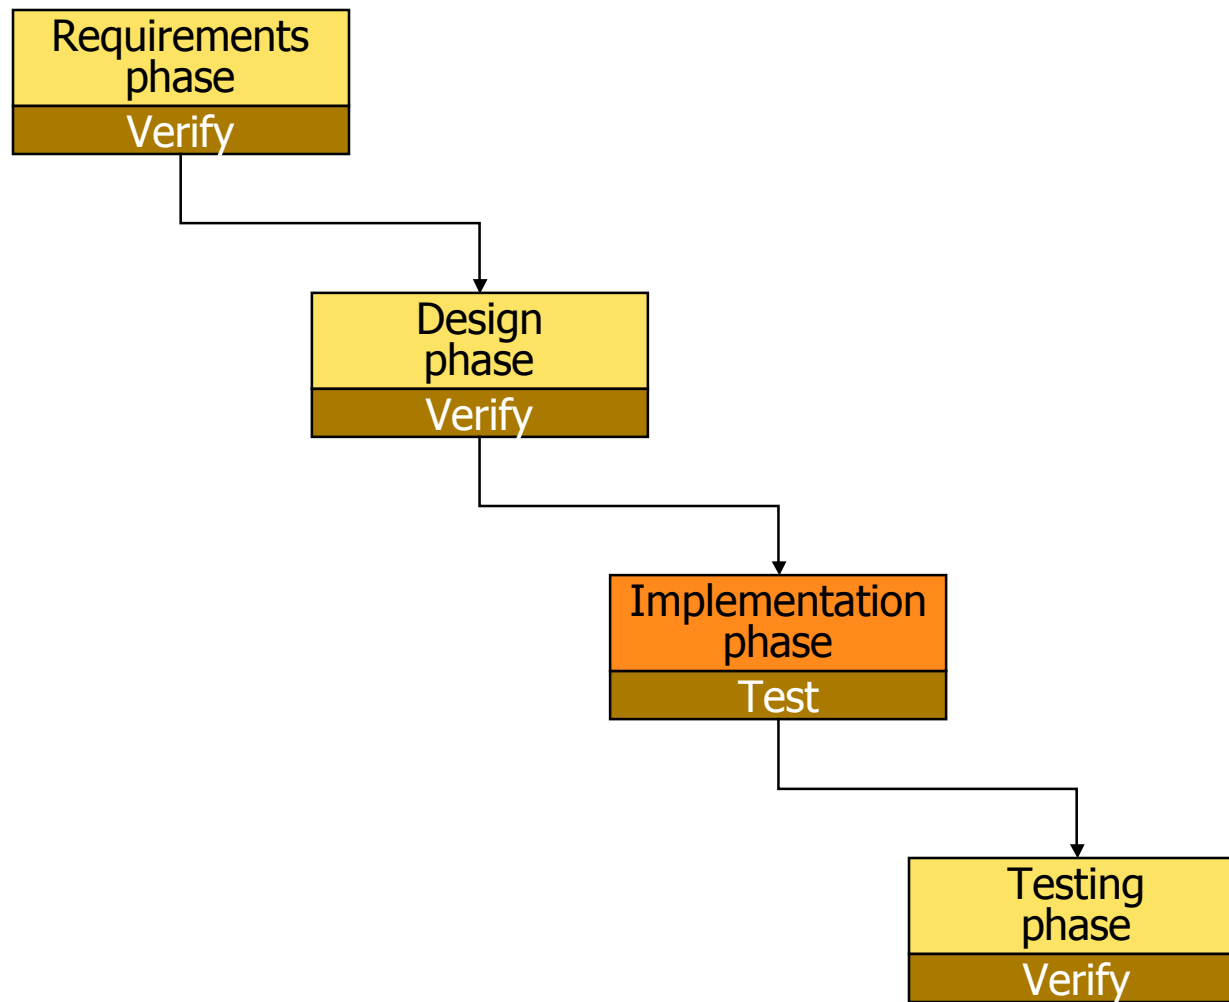 Requirements
phase
Verify
Design
phase
Verify
Implementation
phase
Test
Testing
phase
Verify